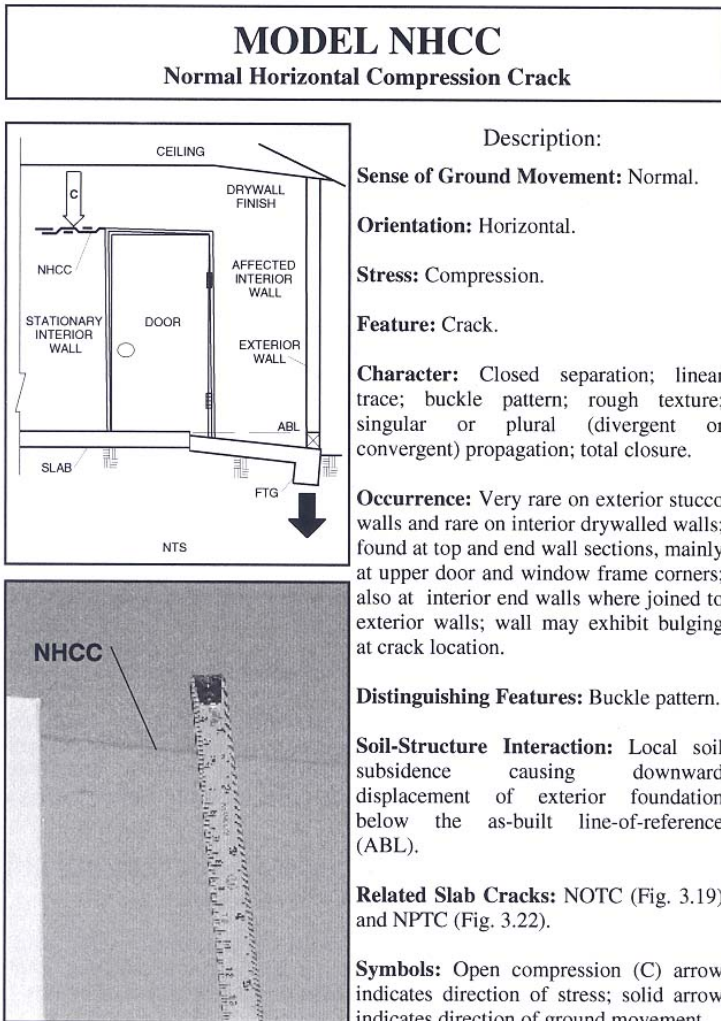 MODEL NHCC
Normal Horizontal Compression Crack
CEILING
C
DRYWALL
FINISH
NHCC
AFFECTED
INTERIOR
WALL
STATIONARY
INTERIOR
WALL
DOOR
EXTERIOR
WALL
ABL
SLAB
FTG
NTS
NHCC
Description:
Sense of Ground Movement: Normal.
Orientation: Horizontal.
Stress: Compression.
Feature: Crack.
Character: Closed separation; linear
trace; buckle pattern; rough texture;
singular or plural (divergent or
convergent) propagation; total closure.
Occurrence: Very rare on exterior stucco
walls and rare on interior drywalled walls;
found at top and end wall sections, mainly
at upper door and window frame corners;
also at interior end walls where joined to
exterior walls; wall may exhibit bulging
at crack location.
Distinguishing Features: Buckle pattern.
Soil-Structure Interaction: Local soil
subsidence causing downward
displacement of exterior foundation
below the as-built line-of-reference
(ABL).
Related Slab Cracks: NOTC (Fig. 3.19)
and NPTC (Fig. 3.22).
Symbols: Open compression (C) arrow
indicates direction of stress; solid arrow
indicates direction of ground movement.